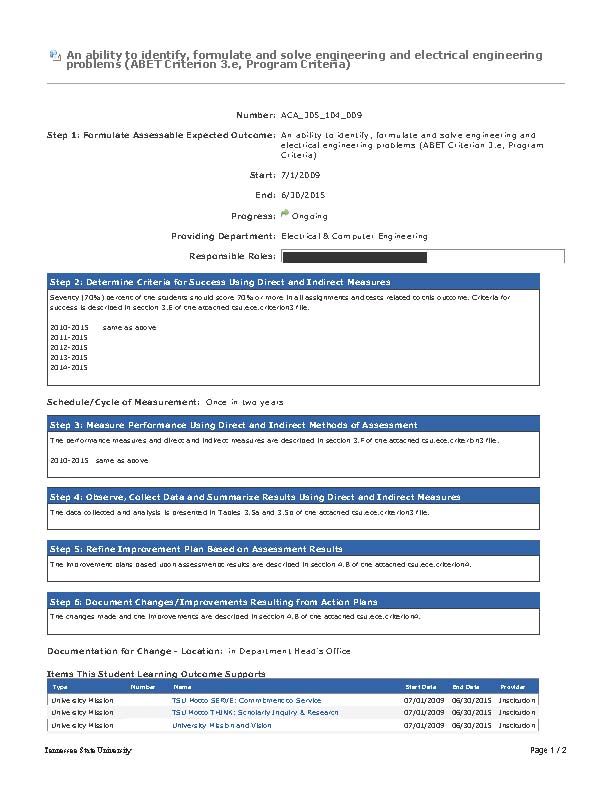 An ability to identify, formulate and solve engineering and electrical engineering
problems (ABET Criterion 3.e, Program Criteria)
Number: ACA_JDS_104_009
Step 1: Formulate Assessable Expected Outcome: An ability to identify, formulate and solve engineering and
electrical engineering problems (ABET Criterion 3.e, Program
Criteria)
Start: 7/1/2009
End: 6/30/2015
Progress: Ongoing
Providing Department: Electrical & Computer Engineering
Responsible Roles:
Step 2: Determine Criteria for Success Using Direct and Indirect Measures
Seventy (70%) percent of the students should score 70% or more in all assignments and tests related to this outcome. Criteria for
success is described in section 3.E of the attached tsu.ece.criterion3 file.
2010-2015 same as above
2011-2015
2012-2015
2013-2015
2014-2015
Schedule/Cycle of Measurement: Once in two years
Step 3: Measure Performance Using Direct and Indirect Methods of Assessment
The performance measures and direct and indirect measures are described in section 3.F of the attached tsu.ece.criterion3 file.
2010-2015 same as above
Step 4: Observe, Collect Data and Summarize Results Using Direct and Indirect Measures
The data collected and analysis is presented in Tables 3.5a and 3.5b of the attached tsu.ece.criterion3 file.
Step 5: Refine Improvement Plan Based on Assessment Results
The improvement plans based upon assessment results are described in section 4.B of the attached tsu.ece.criterion4.
Step 6: Document Changes/Improvements Resulting from Action Plans
The changes made and the improvements are described in section 4.B of the attached tsu.ece.criterion4.
Documentation for Change - Location: in Department Head's Office
Items This Student Learning Outcome Supports
Type Number Name Start Date End Date Provider
University Mission TSU Motto SERVE: Commitment to Service 07/01/2009 06/30/2015 Institution
University Mission TSU Motto THINK: Scholarly Inquiry & Research 07/01/2009 06/30/2015 Institution
University Mission University Mission and Vision 07/01/2009 06/30/2015 Institution
Tennessee State University Page 1 / 2